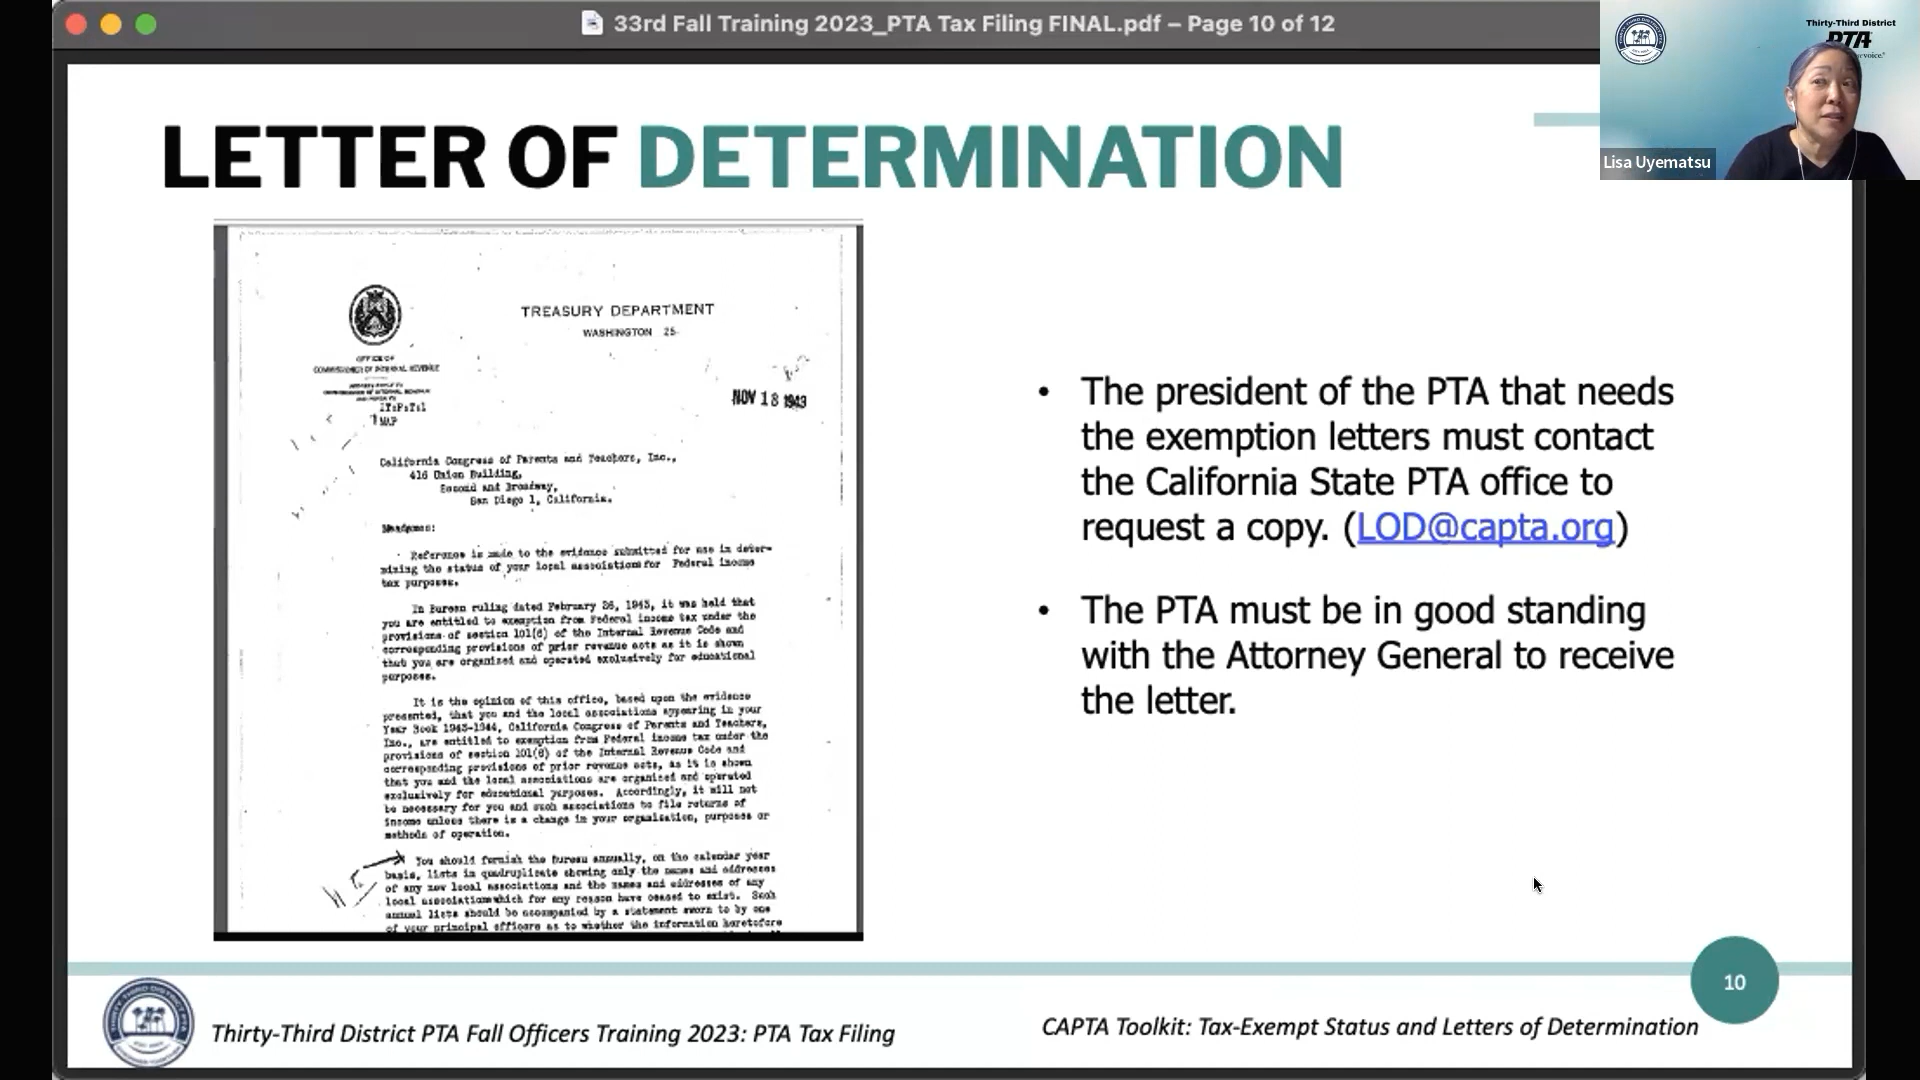 33rd Fall Training 2023_PTA Tax Filing FINAL.pdf – Page 10 of 12
Thirty-Third District
PTA
Lisa Uyematsu
LETTER OF DETERMINATION
TREASURY DEPARTMENT
WASHINGTON 25
OFFICE OF
COMMISSIONER OF INTERNAL REVENUE
NOV 18 1943
California Congress of Parents and Teachers, Inc.,
416 Union Building,
Second and Broadway,
San Diego 1, California.
Mesdames:
Reference is made to the evidence submitted for use in deter-
mining the status of your local associations for Federal income
tax purposes.
In Bureau ruling dated February 26, 1943, it was held that
you are entitled to exemption from Federal income tax under the
provisions of section 101(6) of the Internal Revenue Code and
corresponding provisions of prior revenue acts as it is shown
that you are organized and operated exclusively for educational
purposes.
It is the opinion of this office, based upon the evidence
presented, that you and the local associations appearing in your
Year Book 1943-1944, California Congress of Parents and Teachers,
Inc., are entitled to exemption from Federal income tax under the
provisions of section 101(6) of the Internal Revenue Code and
corresponding provisions of prior revenue acts, as it is shown
that you and the local associations are organized and operated
exclusively for educational purposes. Accordingly, it will not
be necessary for you and such associations to file returns of
income unless there is a change in your organization, purposes or
methods of operation.
You should furnish the Bureau annually, on the calendar year
basis, lists in quadruplicate showing only the names and addresses
of any new local associations and the names and addresses of any
local associations which for any reason have ceased to exist. Such
annual lists should be accompanied by a statement sworn to by one
of your principal officers as to whether the information heretofore
• The president of the PTA that needs
the exemption letters must contact
the California State PTA office to
request a copy. (LOD@capta.org)
• The PTA must be in good standing
with the Attorney General to receive
the letter.
10
Thirty-Third District PTA Fall Officers Training 2023: PTA Tax Filing
CAPTA Toolkit: Tax-Exempt Status and Letters of Determination